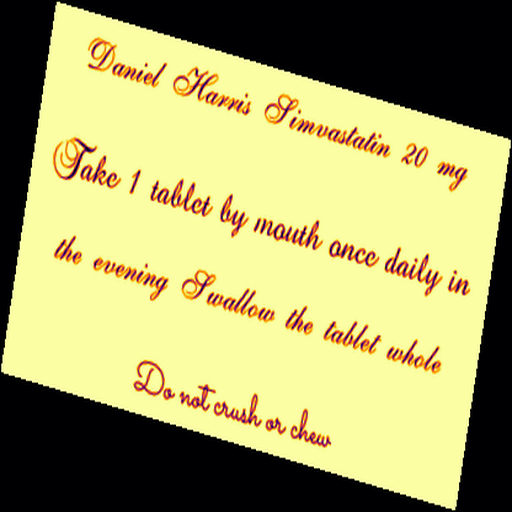 Daniel Harris Simvastatin 20 mg
Take 1 tablet by mouth once daily in
the evening Swallow the tablet whole
Do not crush or chew